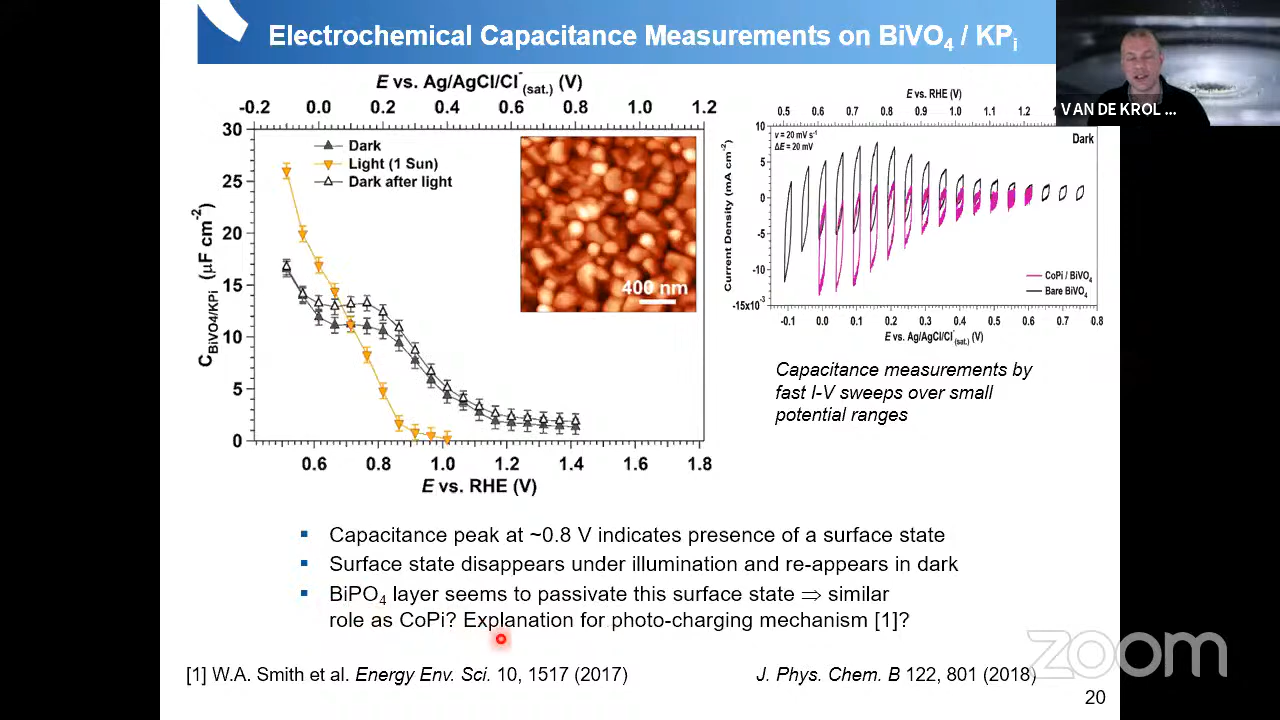 Electrochemical Capacitance Measurements on BiVO₄ / KPᵢ
VAN DE KROL ...
E vs. Ag/AgCl/Cl⁻(sat.) (V)
-0.2 0.0 0.2 0.4 0.6 0.8 1.0 1.2
30
25
20
15
10
5
0
C_BiVO4/KPi (μF cm⁻²)
Dark
Light (1 Sun)
Dark after light
400 nm
0.6 0.8 1.0 1.2 1.4 1.6 1.8
E vs. RHE (V)
E vs. RHE (V)
0.5 0.6 0.7 0.8 0.9 1.0 1.1 1.2
10
5
0
-5
-10
-15x10⁻³
Current Density (mA cm⁻²)
v = 20 mV s⁻¹
ΔE = 20 mV
Dark
CoPi / BiVO₄
Bare BiVO₄
-0.1 0.0 0.1 0.2 0.3 0.4 0.5 0.6 0.7 0.8
E vs. Ag/AgCl/Cl⁻(sat.) (V)
Capacitance measurements by
fast I-V sweeps over small
potential ranges
▪ Capacitance peak at ~0.8 V indicates presence of a surface state
▪ Surface state disappears under illumination and re-appears in dark
▪ BiPO₄ layer seems to passivate this surface state ⇒ similar
role as CoPi? Explanation for photo-charging mechanism [1]?
[1] W.A. Smith et al. Energy Env. Sci. 10, 1517 (2017)
J. Phys. Chem. B 122, 801 (2018)
zoom
20